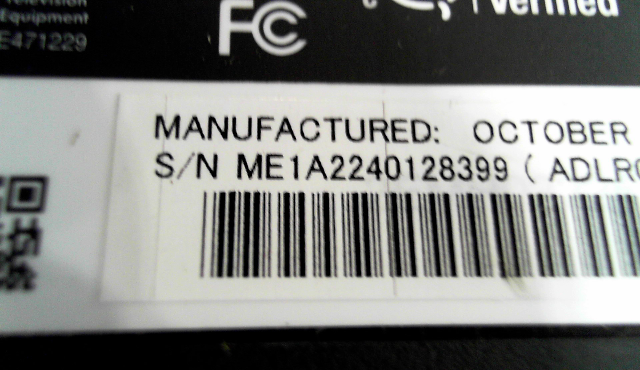 Television
Equipment
E471229
FC
Verified
MANUFACTURED: OCTOBER
S/N ME1A2240128399 ( ADLR